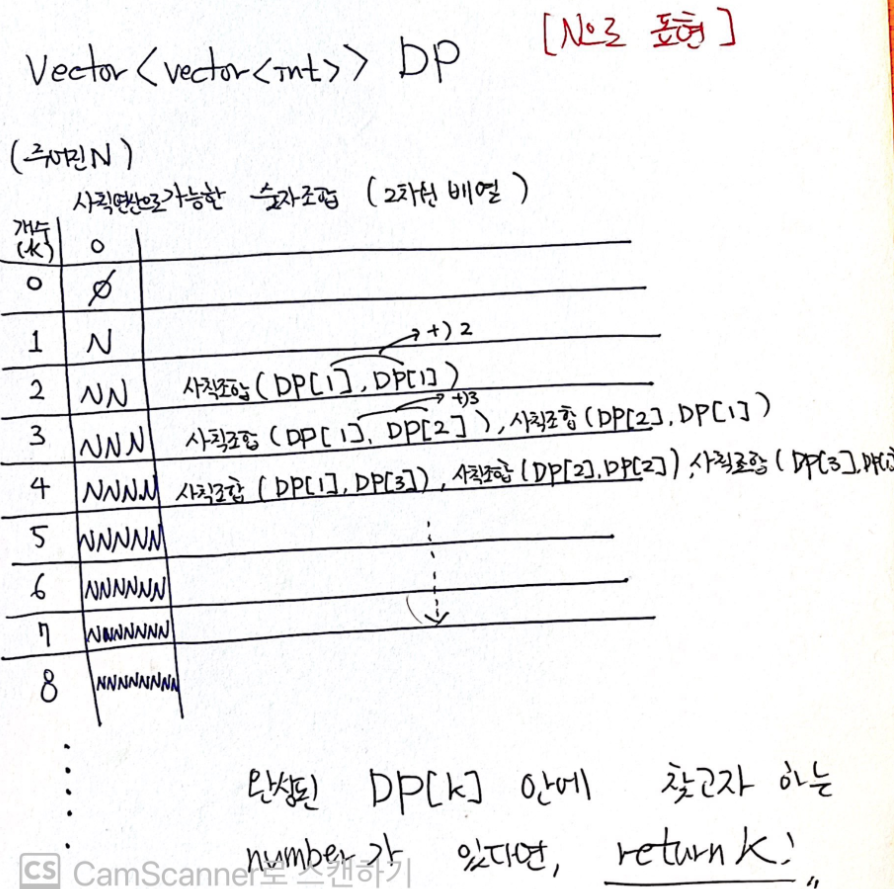 [N으로 표현]
Vector<vector<int>> DP
(주어진 N)
사칙연산으로 가능한 숫자조합 (2차원 배열)
개수
(k) 0
0 ∅
1 N
+) 2
2 NN 사칙조합(DP[1], DP[1])
+)3
3 NNN 사칙조합(DP[1], DP[2]), 사칙조합(DP[2], DP[1])
4 NNNN 사칙조합(DP[1], DP[3]), 사칙조합(DP[2], DP[2]), 사칙조합(DP[3], DP[1]
5 NNNNN
6 NNNNNN
7 NNNNNNN
8 NNNNNNNN
완성된 DP[k] 안에 찾고자 하는
number가 있다면, return k;
CS CamScanner로 스캔하기